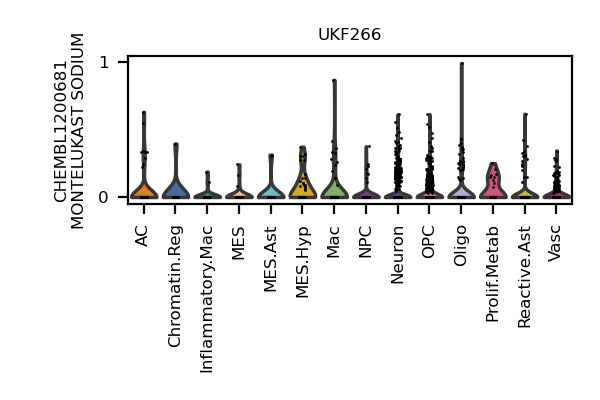 UKF266
CHEMBL1200681
MONTELUKAST SODIUM
1
0
AC
Chromatin.Reg
Inflammatory.Mac
MES
MES.Ast
MES.Hyp
Mac
NPC
Neuron
OPC
Oligo
Prolif.Metab
Reactive.Ast
Vasc